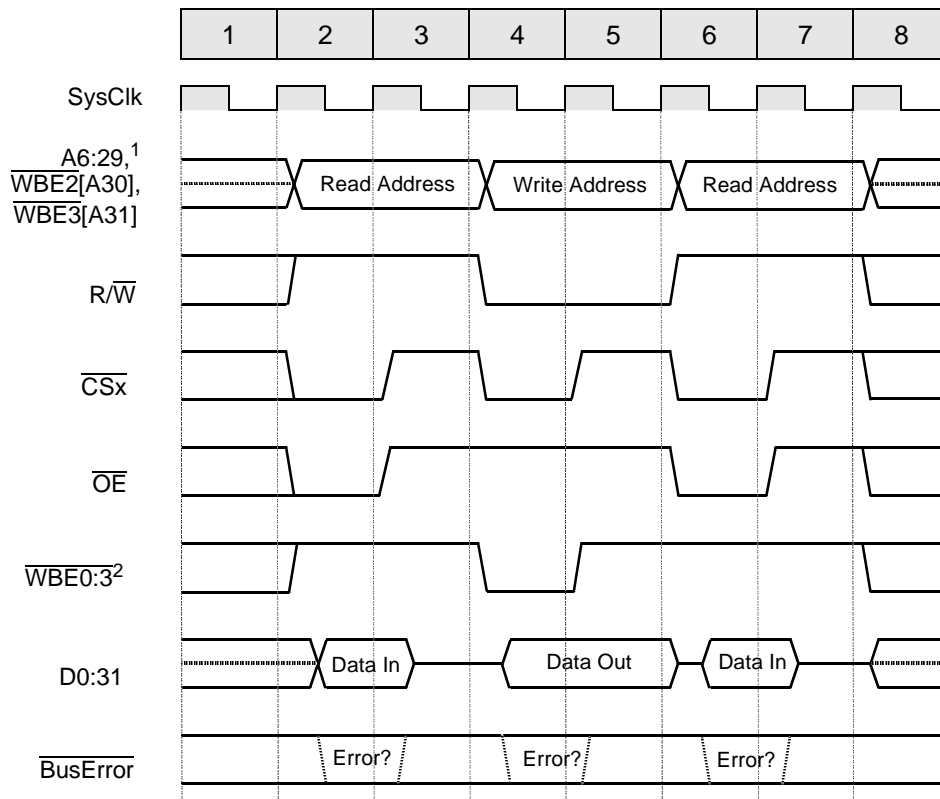 1 2 3 4 5 6 7 8
SysClk
A6:29,1
WBE2[A30],
WBE3[A31]
Read Address Write Address Read Address
R/W
CSx
OE
WBE0:32
D0:31
Data In Data Out Data In
BusError
Error? Error? Error?